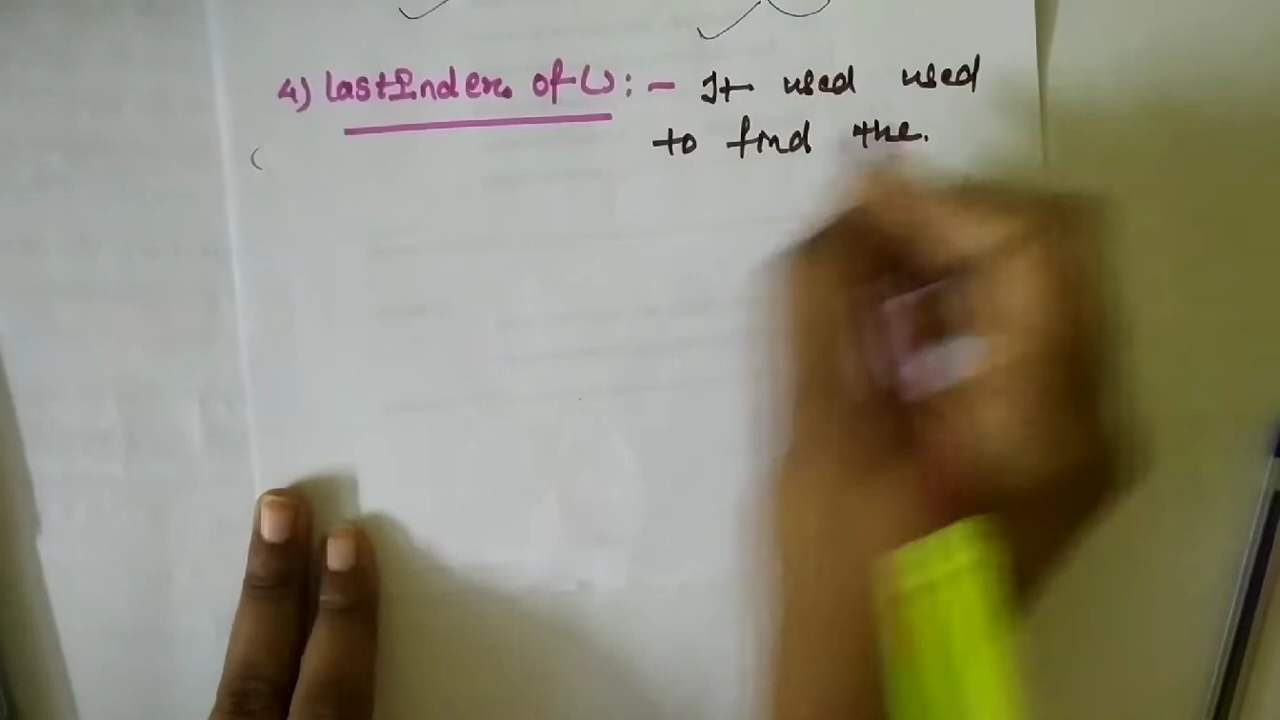 4) LastIndex of () : - It used used
to find the.